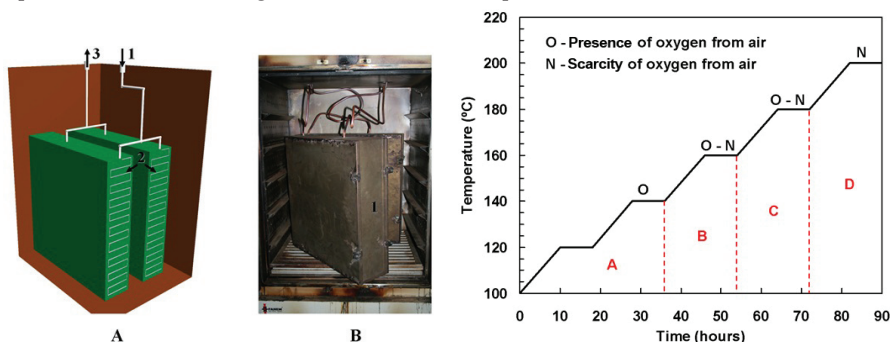 3
1
2
A
B
O - Presence of oxygen from air
N - Scarcity of oxygen from air
N
O - N
O - N
O
D
C
B
A
220
200
180
160
140
120
100
Temperature (ºC)
0
10
20
30
40
50
60
70
80
90
Time (hours)